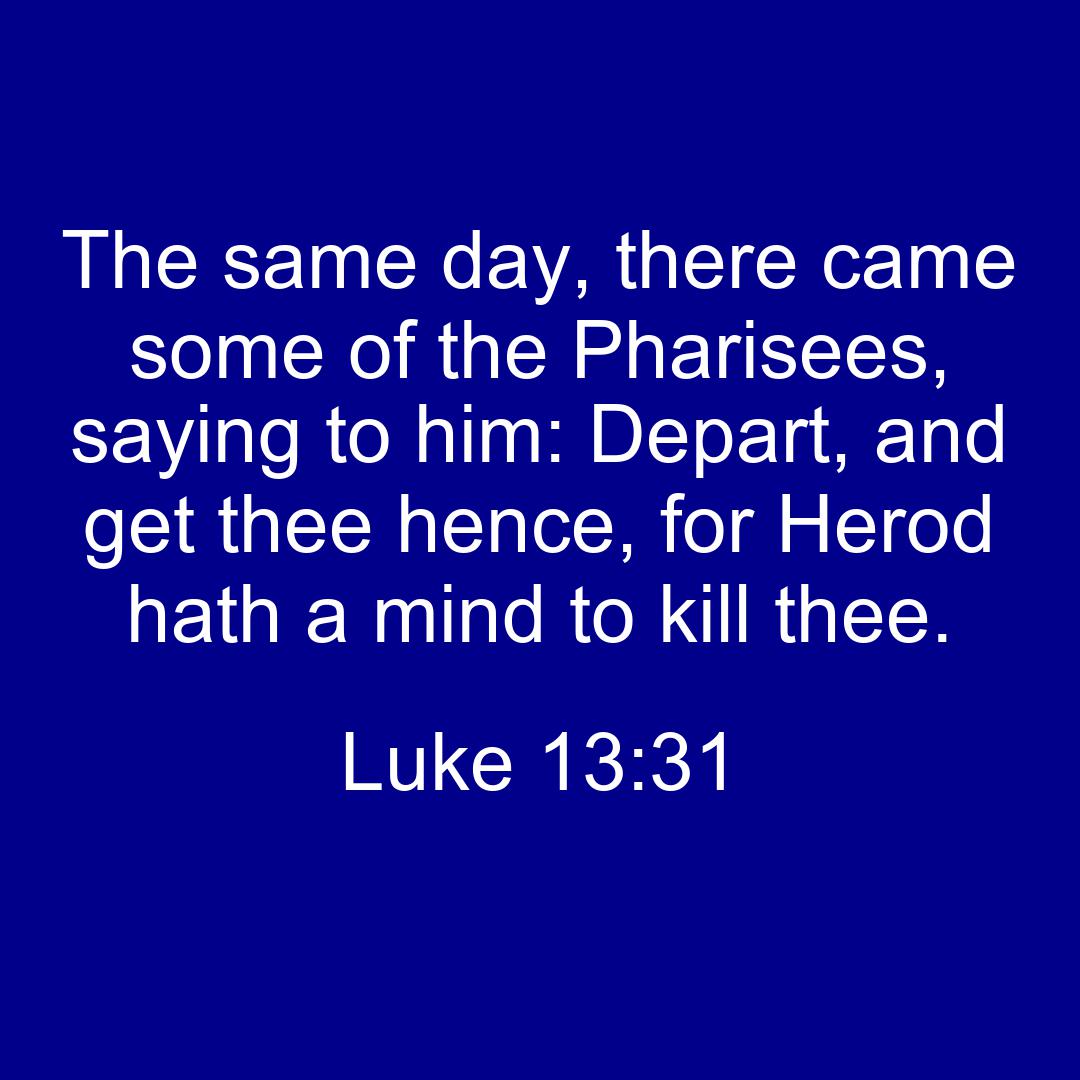 The same day, there came
some of the Pharisees,
saying to him: Depart, and
get thee hence, for Herod
hath a mind to kill thee.
Luke 13:31